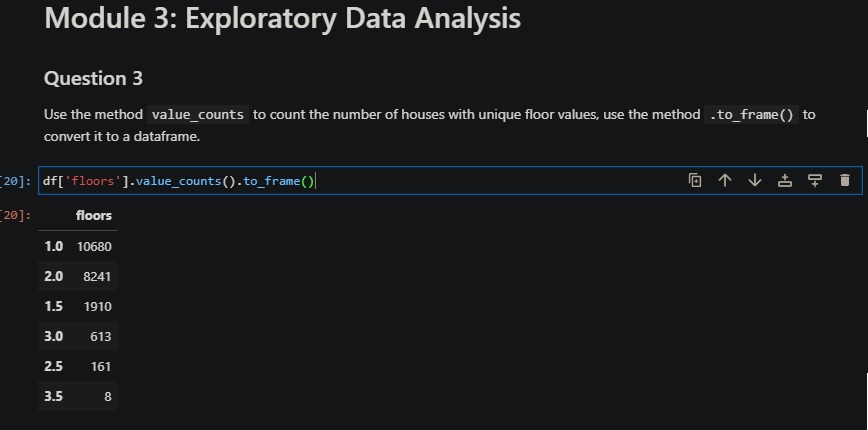 Module 3: Exploratory Data Analysis
Question 3
Use the method value_counts to count the number of houses with unique floor values, use the method .to_frame() to
convert it to a dataframe.
[20]: df['floors'].value_counts().to_frame()
[20]: floors
1.0 10680
2.0 8241
1.5 1910
3.0 613
2.5 161
3.5 8